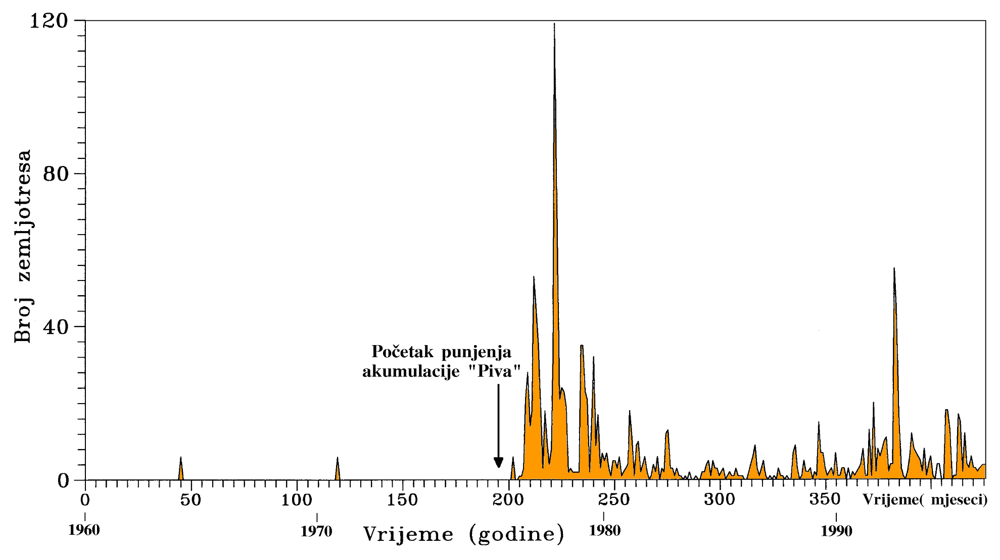 120
80
40
0
Broj zemljotresa
Početak punjenja
akumulacije "Piva"
0 50 100 150 200 250 300 350 Vrijeme( mjeseci)
1960 1970 Vrijeme (godine) 1980 1990